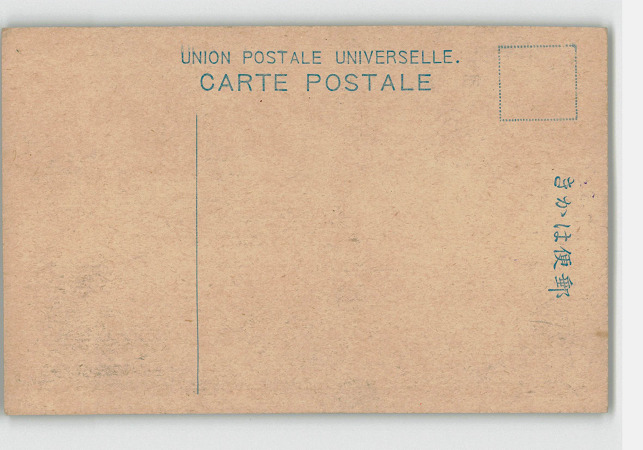 UNION POSTALE UNIVERSELLE.
CARTE POSTALE
郵便はかき